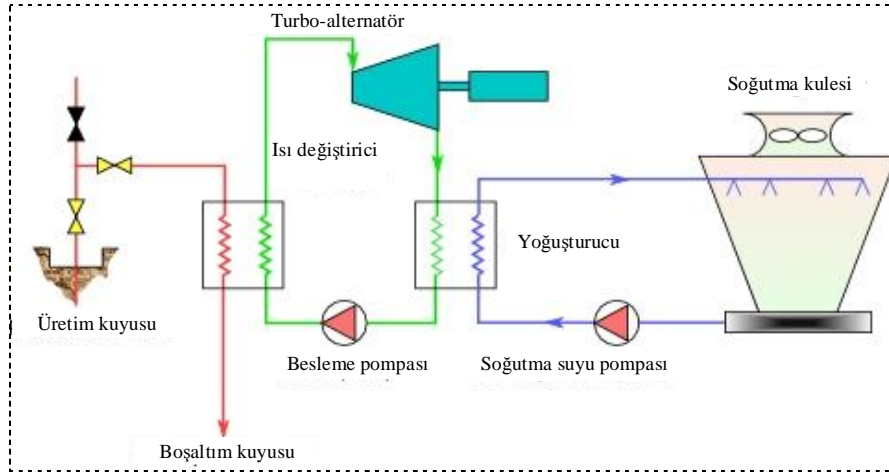 Turbo-alternatör
Soğutma kulesi
Isı değiştirici
Yoğuşturucu
Üretim kuyusu
Besleme pompası
Soğutma suyu pompası
Boşaltım kuyusu